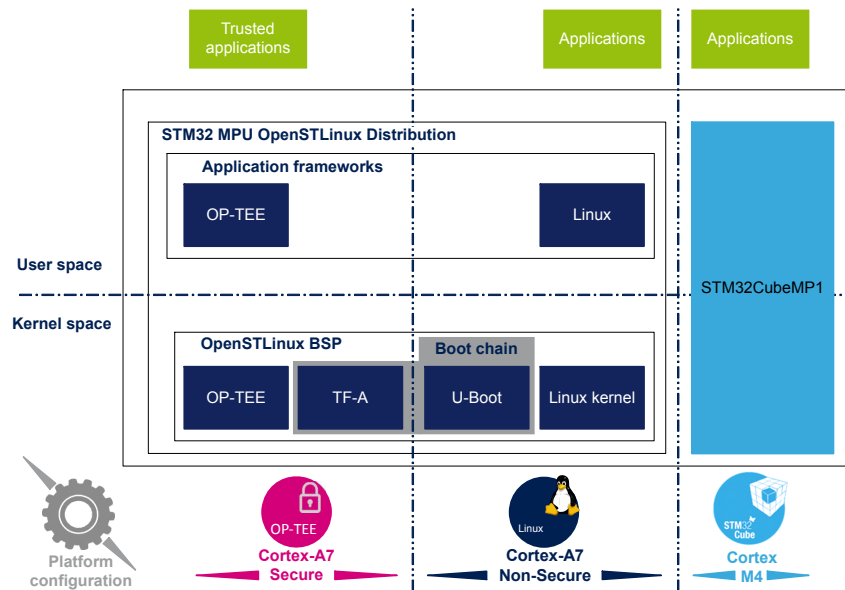 Trusted
applications
Applications
Applications
STM32 MPU OpenSTLinux Distribution
Application frameworks
OP-TEE
Linux
User space
STM32CubeMP1
Kernel space
OpenSTLinux BSP
Boot chain
OP-TEE
TF-A
U-Boot
Linux kernel
OP-TEE
Linux
STM32
Cube
Platform
configuration
Cortex-A7
Secure
Cortex-A7
Non-Secure
Cortex
M4